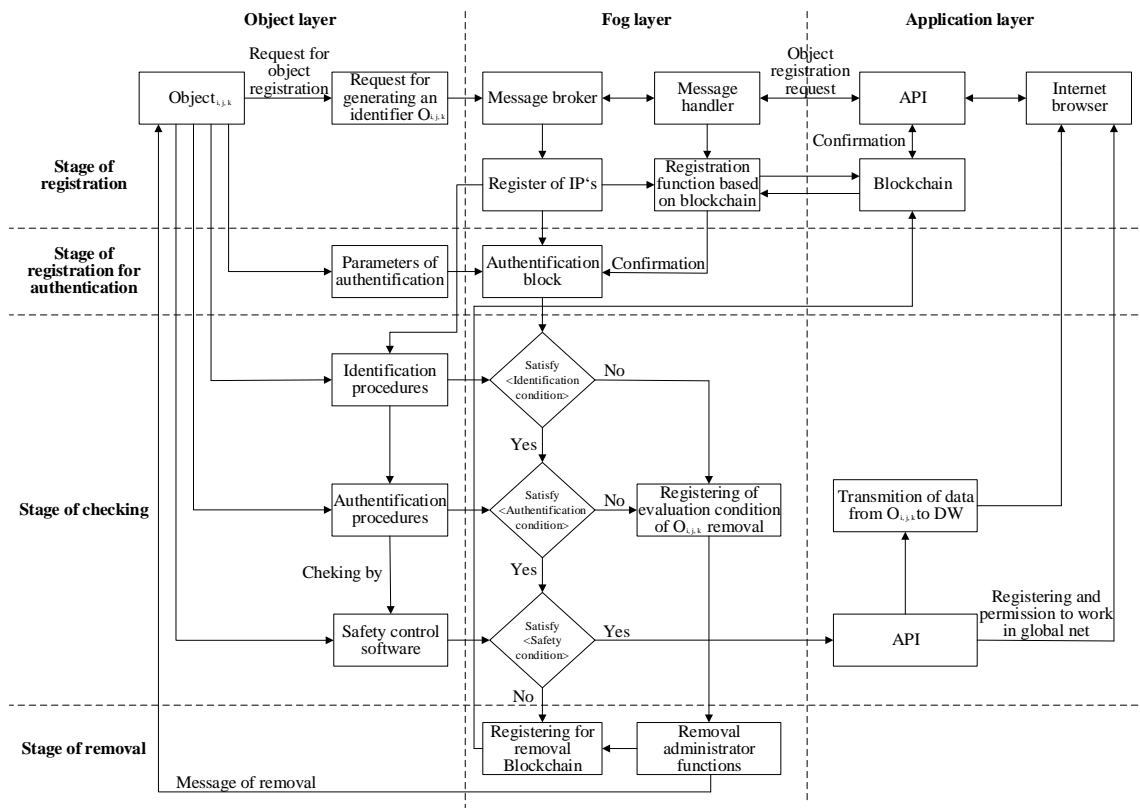 Object layer
Fog layer
Application layer
Request for
object
registration
Object
registration
request
Object i, j, k
Request for
generating an
identifier O i, j, k
Message broker
Message
handler
API
Internet
browser
Confirmation
Stage of
registration
Register of IP‘s
Registration
function based
on blockchain
Blockchain
Stage of
registration for
authentication
Parameters of
authentification
Authentification
block
Confirmation
Identification
procedures
Satisfy
<Identification
condition>
No
Yes
Stage of checking
Authentification
procedures
Satisfy
<Authentification
condition>
No
Registering of
evaluation condition
of O i, j, k removal
Transmition of data
from O i, j, k to DW
Cheking by
Yes
Safety control
software
Satisfy
<Safety
condition>
Yes
API
Registering and
permission to work
in global net
No
Stage of removal
Registering for
removal
Blockchain
Removal
administrator
functions
Message of removal